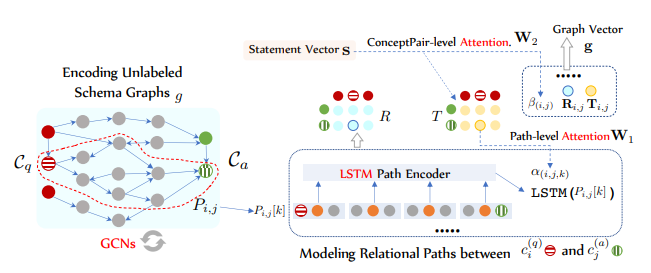 Graph Vector
g
Statement Vector s
ConceptPair-level Attention. W2
Encoding Unlabeled
Schema Graphs g
β(i,j)
Ri,j Ti,j
R
T
Path-level Attention W1
Cq
Ca
LSTM Path Encoder
α(i,j,k)
LSTM(Pi,j[k])
Pi,j
Pi,j[k]
GCNs
Modeling Relational Paths between ci(q) and cj(a)